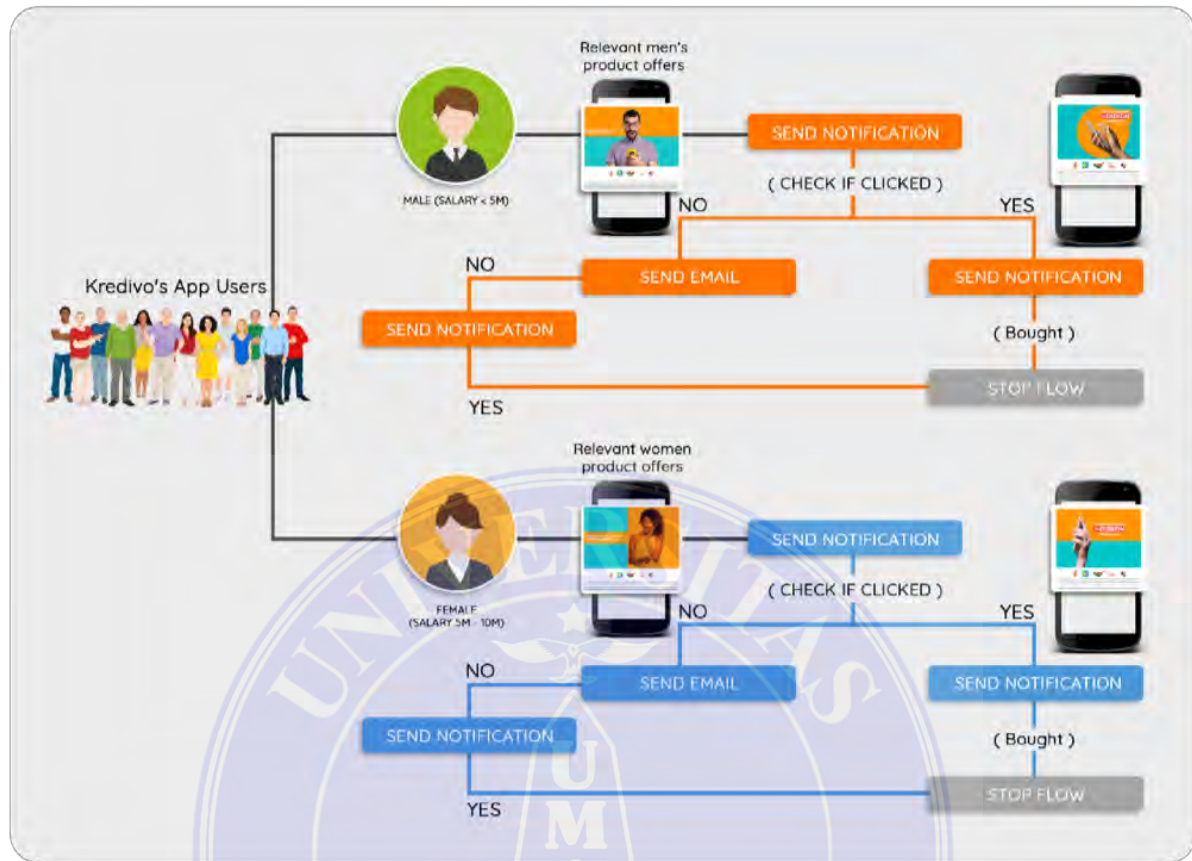 Relevant men's
product offers
SEND NOTIFICATION
( CHECK IF CLICKED )
MALE (SALARY < 5M)
NO
YES
NO
SEND EMAIL
SEND NOTIFICATION
Kredivo's App Users
SEND NOTIFICATION
( Bought )
STOP FLOW
YES
Relevant women
product offers
SEND NOTIFICATION
( CHECK IF CLICKED )
FEMALE
(SALARY 5M - 10M)
NO
YES
NO
SEND EMAIL
SEND NOTIFICATION
SEND NOTIFICATION
( Bought )
STOP FLOW
YES
UNIVERSITAS
UM